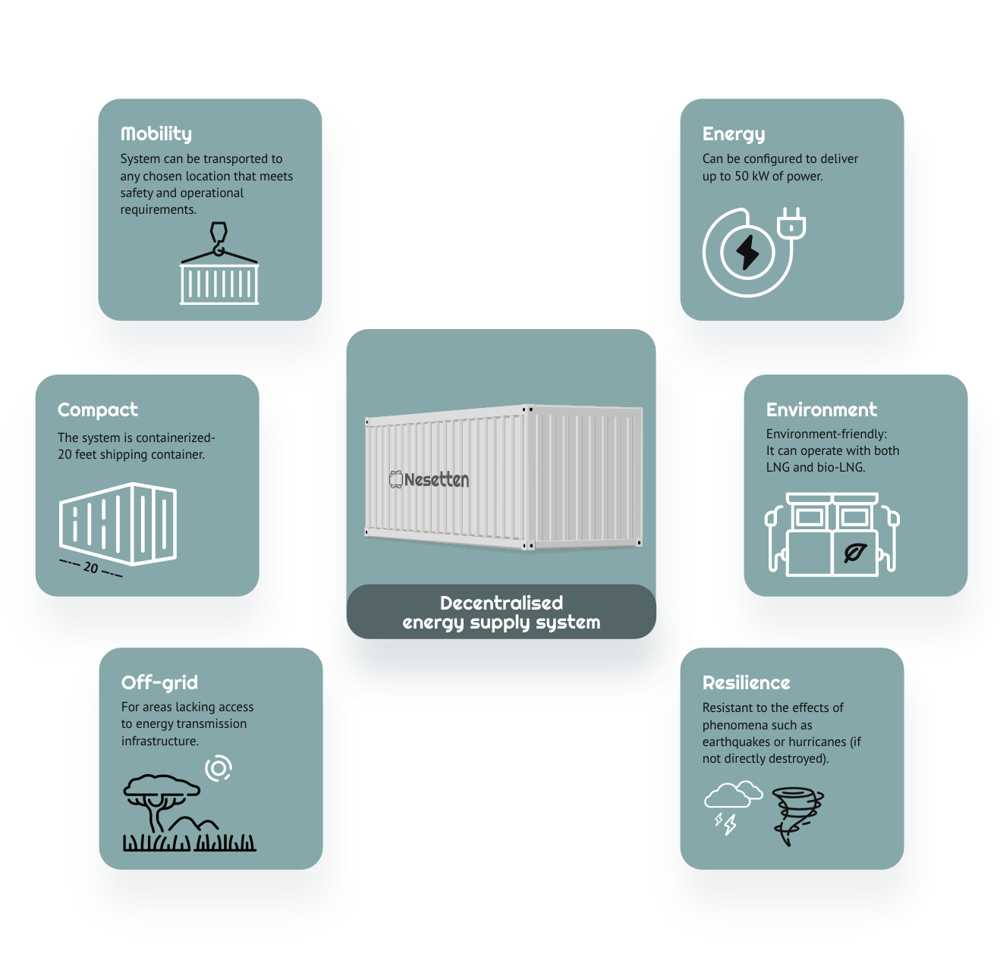 Mobility
System can be transported to
any chosen location that meets
safety and operational
requirements.
Energy
Can be configured to deliver
up to 50 kW of power.
Compact
The system is containerized-
20 feet shipping container.
20
Nesetten
Decentralised
energy supply system
Environment
Environment-friendly:
It can operate with both
LNG and bio-LNG.
Off-grid
For areas lacking access
to energy transmission
infrastructure.
Resilience
Resistant to the effects of
phenomena such as
earthquakes or hurricanes (if
not directly destroyed).